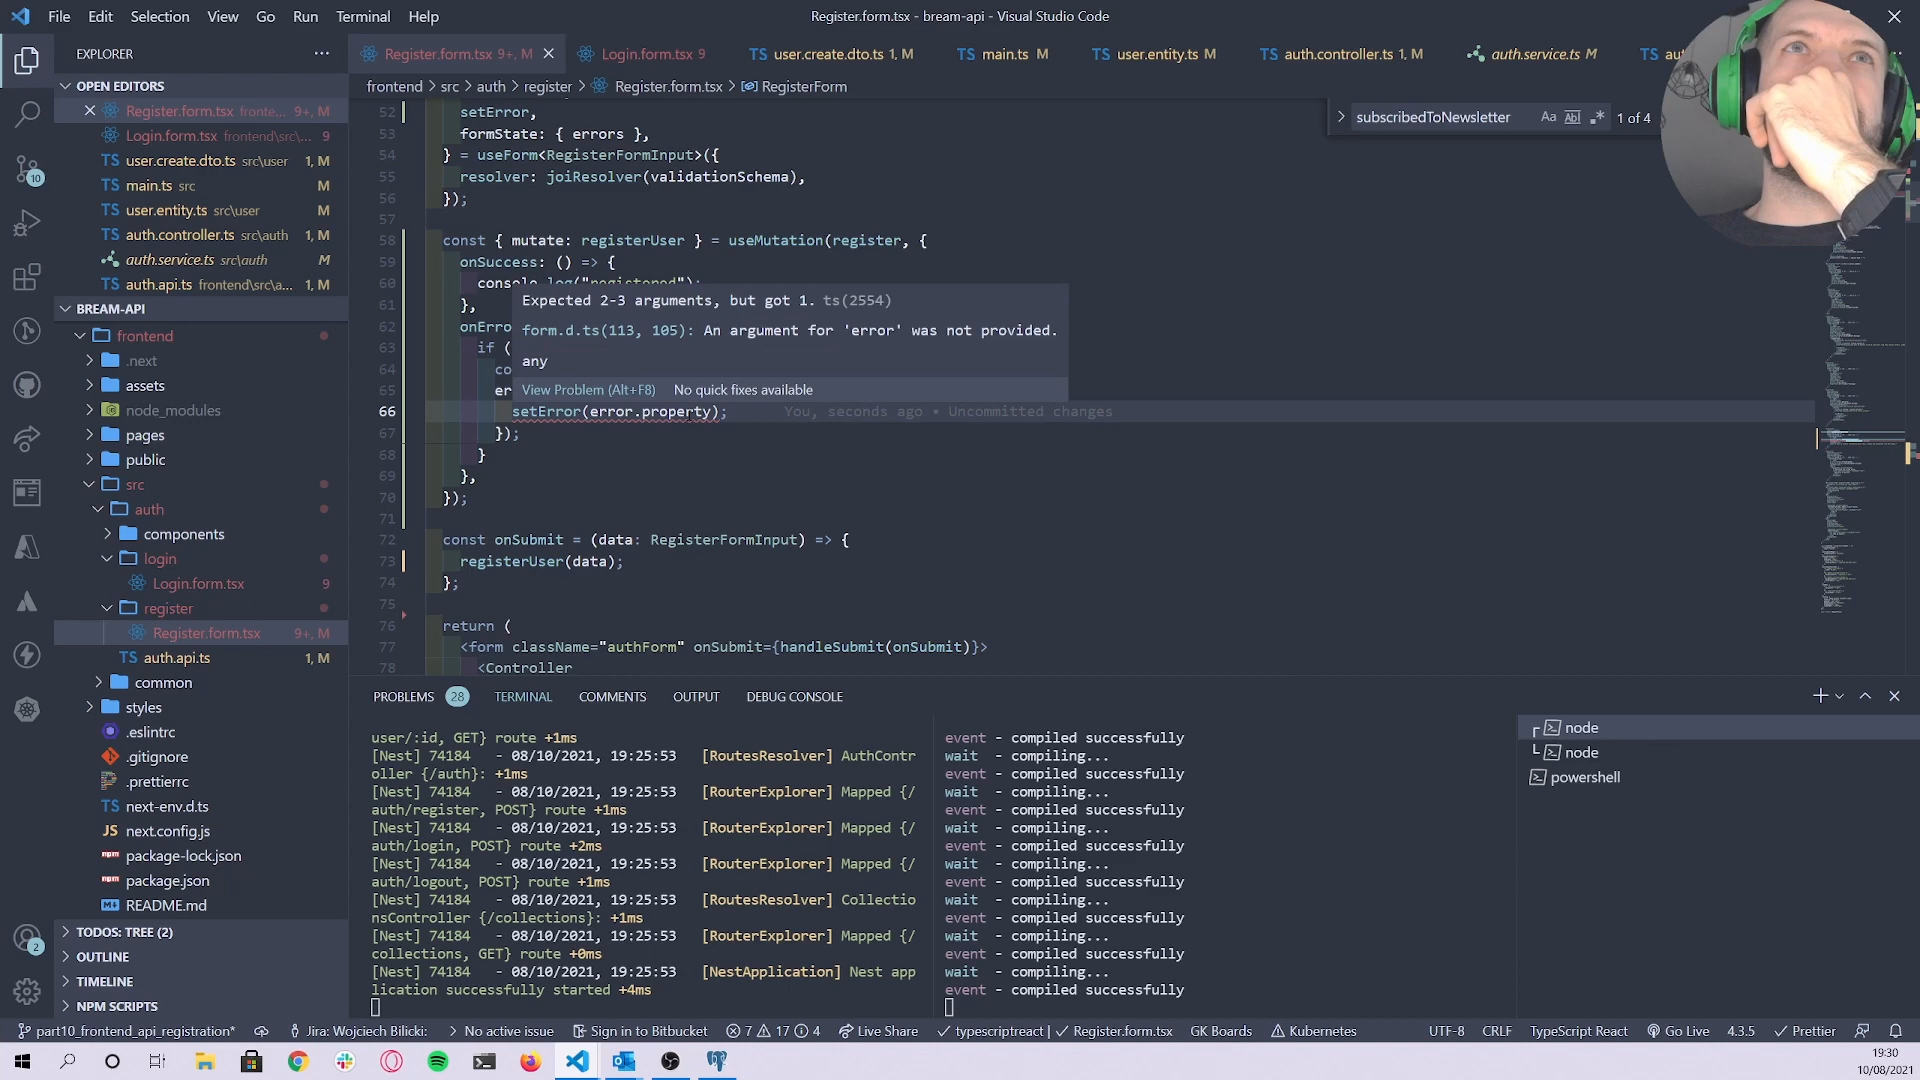 File Edit Selection View Go Run Terminal Help
Register.form.tsx - bream-api - Visual Studio Code
EXPLORER
Register.form.tsx 9+, M
Login.form.tsx 9
TS user.create.dto.ts 1, M
TS main.ts M
TS user.entity.ts M
TS auth.controller.ts 1, M
auth.service.ts M
TS
frontend > src > auth > register > Register.form.tsx > RegisterForm
subscribedToNewsletter
Aa Abl
1 of 4
OPEN EDITORS
Register.form.tsx fronte... 9+, M
Login.form.tsx frontend\src\... 9
TS user.create.dto.ts src\user 1, M
TS main.ts src M
TS user.entity.ts src\user M
TS auth.controller.ts src\auth 1, M
auth.service.ts src\auth M
TS auth.api.ts frontend\src\a... 1, M
BREAM-API
frontend
.next
assets
node_modules
pages
public
src
auth
components
login
Login.form.tsx 9
register
Register.form.tsx 9+, M
TS auth.api.ts 1, M
common
styles
.eslintrc
.gitignore
.prettierrc
TS next-env.d.ts
JS next.config.js
package-lock.json
package.json
README.md
TODOS: TREE (2)
OUTLINE
TIMELINE
NPM SCRIPTS
10
2
52 setError,
53 formState: { errors },
54 } = useForm<RegisterFormInput>({
55 resolver: joiResolver(validationSchema),
56 });
57
58 const { mutate: registerUser } = useMutation(register, {
59 onSuccess: () => {
60 console.log("registered");
61 },
62 onErro
63 if (
64 co
65 er
66 setError(error.property); You, seconds ago • Uncommitted changes
67 });
68 }
69 },
70 });
71
72 const onSubmit = (data: RegisterFormInput) => {
73 registerUser(data);
74 };
75
76 return (
77 <form className="authForm" onSubmit={handleSubmit(onSubmit)}>
78 <Controller
Expected 2-3 arguments, but got 1. ts(2554)
form.d.ts(113, 105): An argument for 'error' was not provided.
any
View Problem (Alt+F8) No quick fixes available
PROBLEMS 28 TERMINAL COMMENTS OUTPUT DEBUG CONSOLE
user/:id, GET} route +1ms
[Nest] 74184 - 08/10/2021, 19:25:53 [RoutesResolver] AuthContr
oller {/auth}: +1ms
[Nest] 74184 - 08/10/2021, 19:25:53 [RouterExplorer] Mapped {/
auth/register, POST} route +1ms
[Nest] 74184 - 08/10/2021, 19:25:53 [RouterExplorer] Mapped {/
auth/login, POST} route +2ms
[Nest] 74184 - 08/10/2021, 19:25:53 [RouterExplorer] Mapped {/
auth/logout, POST} route +1ms
[Nest] 74184 - 08/10/2021, 19:25:53 [RoutesResolver] Collectio
nsController {/collections}: +1ms
[Nest] 74184 - 08/10/2021, 19:25:53 [RouterExplorer] Mapped {/
collections, GET} route +0ms
[Nest] 74184 - 08/10/2021, 19:25:53 [NestApplication] Nest app
lication successfully started +4ms
event - compiled successfully
wait - compiling...
event - compiled successfully
wait - compiling...
event - compiled successfully
wait - compiling...
event - compiled successfully
wait - compiling...
event - compiled successfully
wait - compiling...
event - compiled successfully
wait - compiling...
event - compiled successfully
wait - compiling...
event - compiled successfully
node
node
powershell
part10_frontend_api_registration* Jira: Wojciech Bilicki: No active issue Sign in to Bitbucket 7 17 4 Live Share typescriptreact Register.form.tsx GK Boards Kubernetes UTF-8 CRLF TypeScript React Go Live 4.3.5 Prettier
19:30
10/08/2021